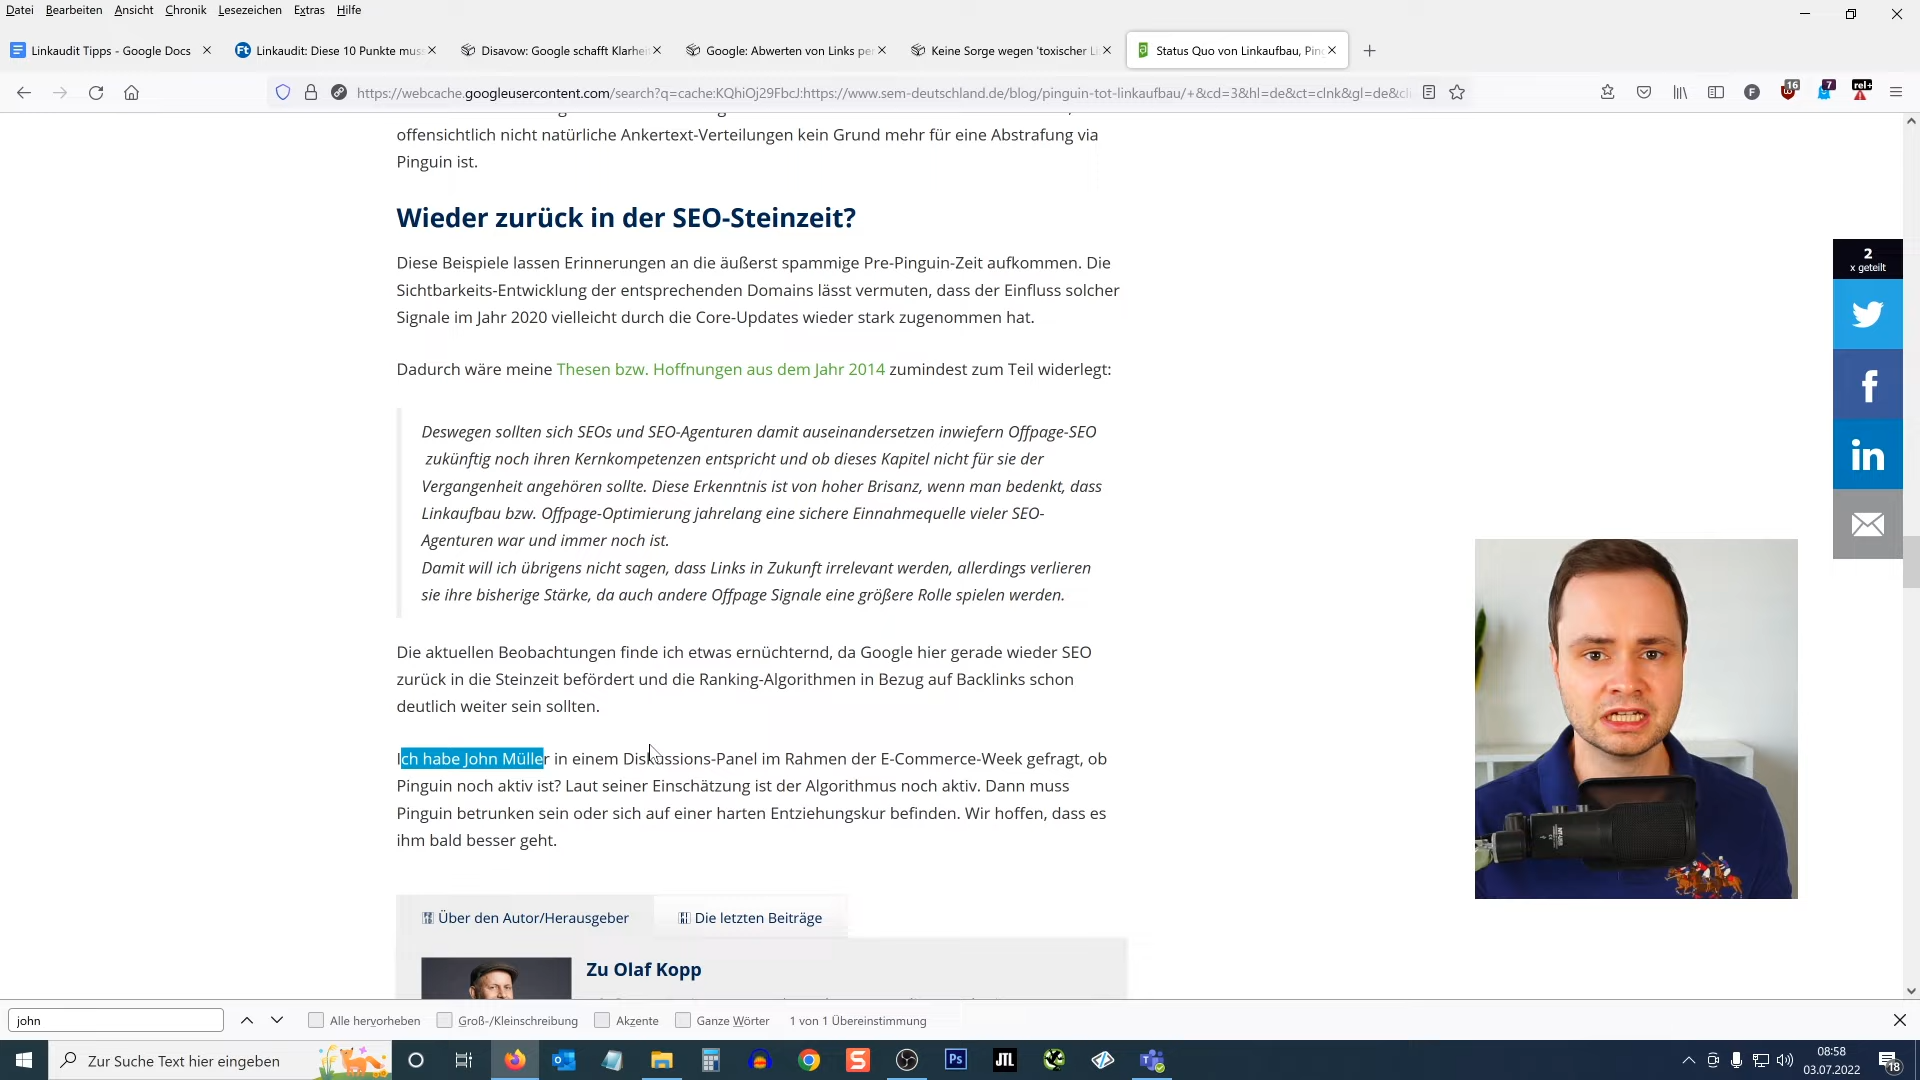 Datei Bearbeiten Ansicht Chronik Lesezeichen Extras Hilfe
Linkaudit Tipps - Google Docs
Linkaudit: Diese 10 Punkte mus
Disavow: Google schafft Klarhei
Google: Abwerten von Links pe
Keine Sorge wegen 'toxischer L
Status Quo von Linkaufbau, Pin
https://webcache.googleusercontent.com/search?q=cache:KQhiOj29FbcJ:https://www.sem-deutschland.de/blog/pinguin-tot-linkaufbau/+&cd=3&hl=de&ct=clnk&gl=de&cl
16
7
rel+
offensichtlich nicht natürliche Ankertext-Verteilungen kein Grund mehr für eine Abstrafung via
Pinguin ist.
Wieder zurück in der SEO-Steinzeit?
Diese Beispiele lassen Erinnerungen an die äußerst spammige Pre-Pinguin-Zeit aufkommen. Die
Sichtbarkeits-Entwicklung der entsprechenden Domains lässt vermuten, dass der Einfluss solcher
Signale im Jahr 2020 vielleicht durch die Core-Updates wieder stark zugenommen hat.
Dadurch wäre meine Thesen bzw. Hoffnungen aus dem Jahr 2014 zumindest zum Teil widerlegt:
Deswegen sollten sich SEOs und SEO-Agenturen damit auseinandersetzen inwiefern Offpage-SEO
zukünftig noch ihren Kernkompetenzen entspricht und ob dieses Kapitel nicht für sie der
Vergangenheit angehören sollte. Diese Erkenntnis ist von hoher Brisanz, wenn man bedenkt, dass
Linkaufbau bzw. Offpage-Optimierung jahrelang eine sichere Einnahmequelle vieler SEO-
Agenturen war und immer noch ist.
Damit will ich übrigens nicht sagen, dass Links in Zukunft irrelevant werden, allerdings verlieren
sie ihre bisherige Stärke, da auch andere Offpage Signale eine größere Rolle spielen werden.
Die aktuellen Beobachtungen finde ich etwas ernüchternd, da Google hier gerade wieder SEO
zurück in die Steinzeit befördert und die Ranking-Algorithmen in Bezug auf Backlinks schon
deutlich weiter sein sollten.
Ich habe John Müller in einem Diskussions-Panel im Rahmen der E-Commerce-Week gefragt, ob
Pinguin noch aktiv ist? Laut seiner Einschätzung ist der Algorithmus noch aktiv. Dann muss
Pinguin betrunken sein oder sich auf einer harten Entziehungskur befinden. Wir hoffen, dass es
ihm bald besser geht.
Über den Autor/Herausgeber
Die letzten Beiträge
Zu Olaf Kopp
2
x geteilt
john
Alle hervorheben
Groß-/Kleinschreibung
Akzente
Ganze Wörter
1 von 1 Übereinstimmung
Zur Suche Text hier eingeben
Ps
JTL
08:58
03.07.2022
18